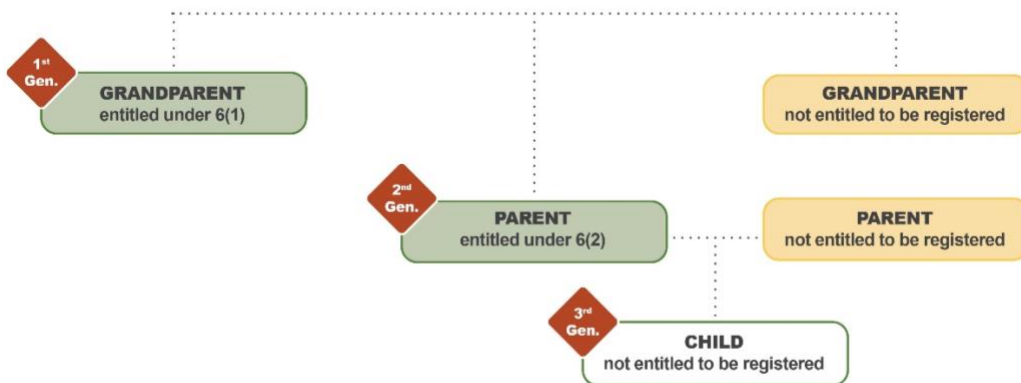 1st
Gen.
GRANDPARENT
entitled under 6(1)
GRANDPARENT
not entitled to be registered
2nd
Gen.
PARENT
entitled under 6(2)
PARENT
not entitled to be registered
3rd
Gen.
CHILD
not entitled to be registered